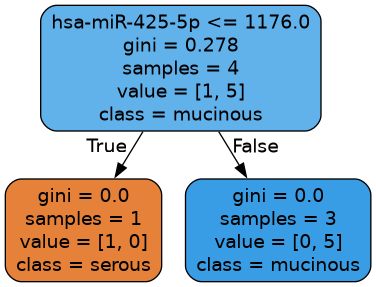 hsa-miR-425-5p <= 1176.0
gini = 0.278
samples = 4
value = [1, 5]
class = mucinous
True
False
gini = 0.0
samples = 1
value = [1, 0]
class = serous
gini = 0.0
samples = 3
value = [0, 5]
class = mucinous